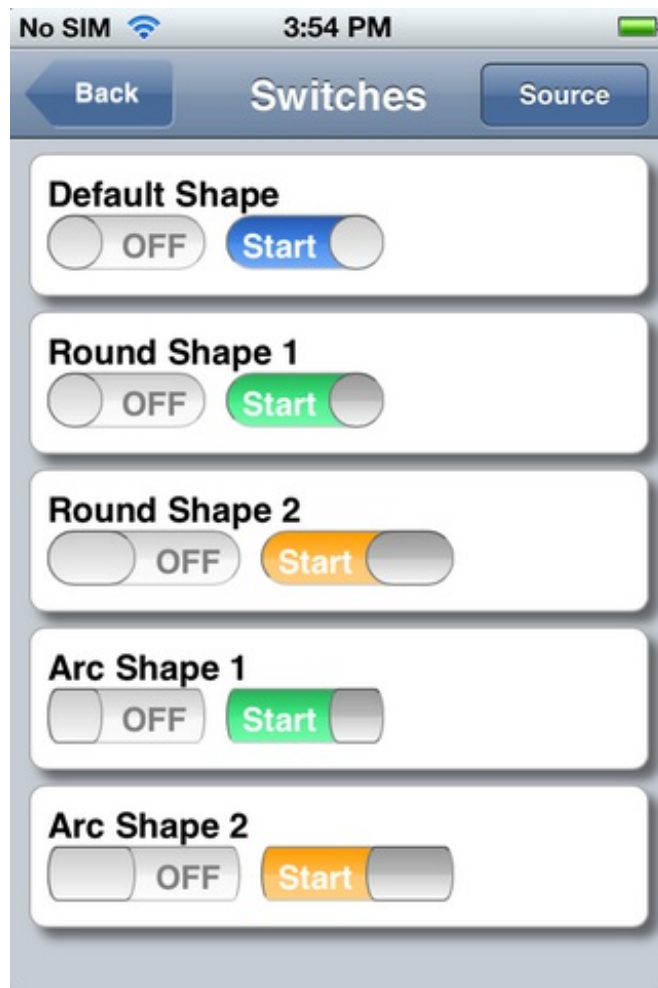 No SIM 3:54 PM
Back Switches Source
Default Shape
OFF Start
Round Shape 1
OFF Start
Round Shape 2
OFF Start
Arc Shape 1
OFF Start
Arc Shape 2
OFF Start